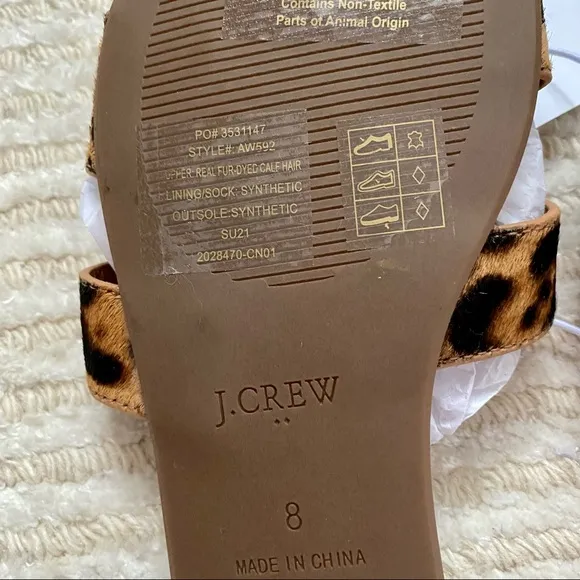 Contains Non-Textile
Parts of Animal Origin
PO# 3531147
STYLE#: AW592
UPPER: REAL FUR-DYED CALF HAIR
LINING/SOCK: SYNTHETIC
OUTSOLE: SYNTHETIC
SU21
2028470-CN01
J.CREW
8
MADE IN CHINA